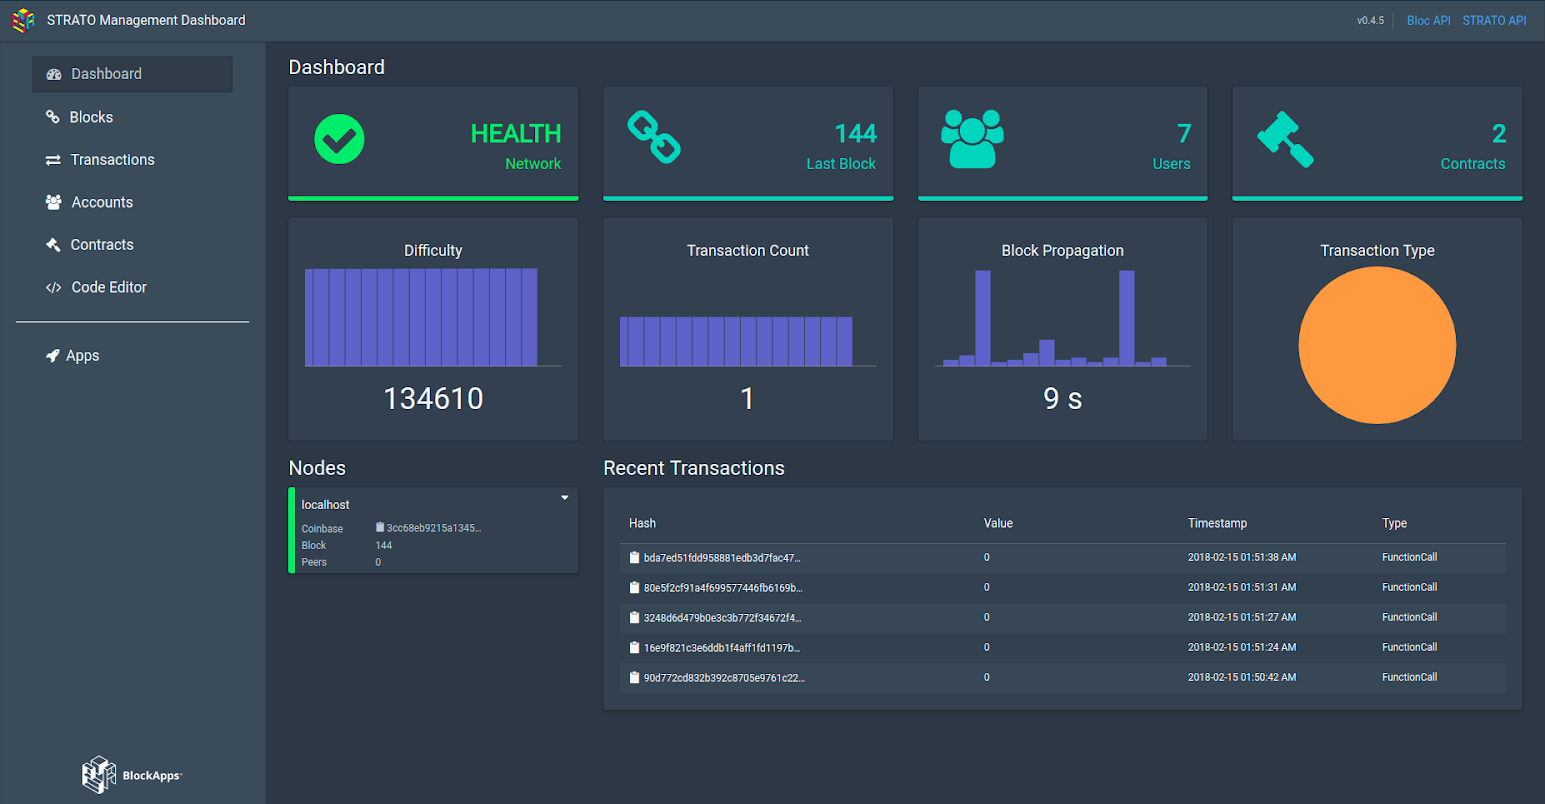 STRATO Management Dashboard
v0.4.5 Bloc API STRATO API
Dashboard
Blocks
Transactions
Accounts
Contracts
Code Editor
Apps
BlockApps
Dashboard
HEALTH
Network
144
Last Block
7
Users
2
Contracts
Difficulty
134610
Transaction Count
1
Block Propagation
9 s
Transaction Type
Nodes
localhost
Coinbase 3cc68eb9215a1345...
Block 144
Peers 0
Recent Transactions
Hash Value Timestamp Type
bda7ed51fdd958881edb3d7fac47... 0 2018-02-15 01:51:38 AM FunctionCall
80e5f2cf91a4f699577446fb6169b... 0 2018-02-15 01:51:31 AM FunctionCall
3248d6d479b0e3c3b772f34672f4... 0 2018-02-15 01:51:27 AM FunctionCall
16e9f821c3e6ddb1f4aff1fd1197b... 0 2018-02-15 01:51:24 AM FunctionCall
90d772cd832b392c8705e9761c22... 0 2018-02-15 01:50:42 AM FunctionCall